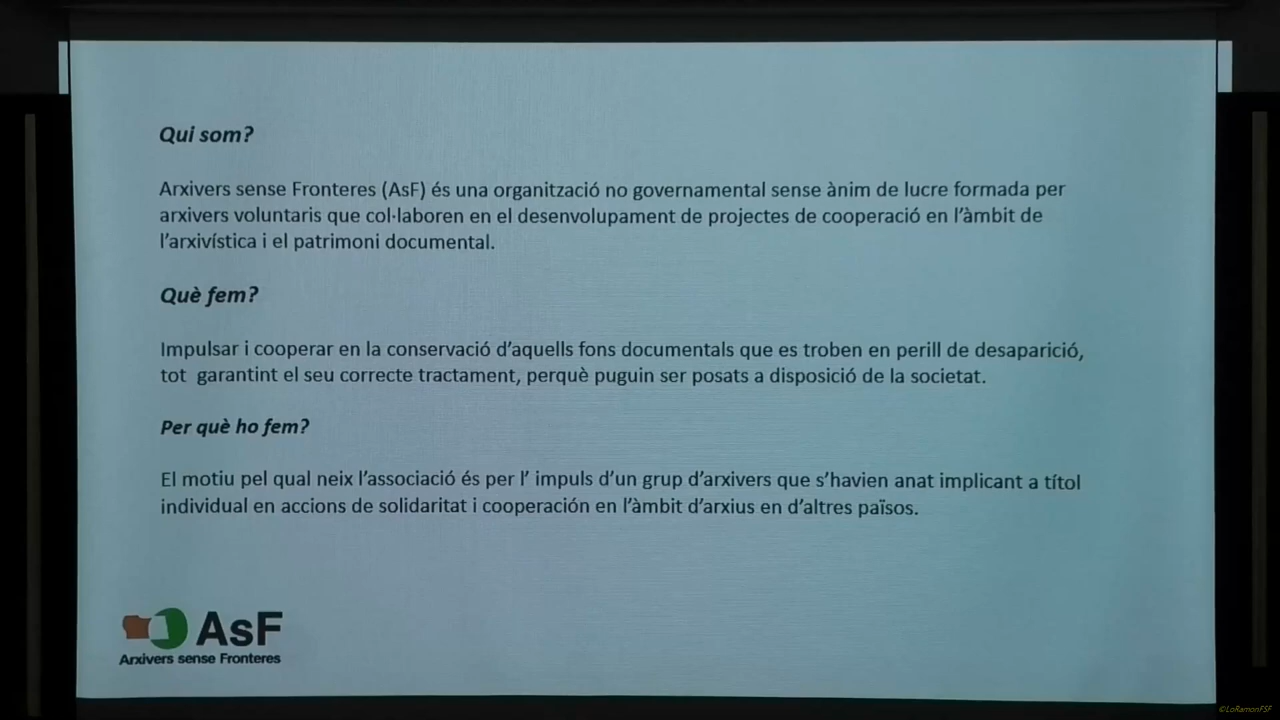 Qui som?
Arxivers sense Fronteres (AsF) és una organització no governamental sense ànim de lucre formada per
arxivers voluntaris que col·laboren en el desenvolupament de projectes de cooperació en l'àmbit de
l'arxivística i el patrimoni documental.
Què fem?
Impulsar i cooperar en la conservació d'aquells fons documentals que es troben en perill de desaparició,
tot  garantint el seu correcte tractament, perquè puguin ser posats a disposició de la societat.
Per què ho fem?
El motiu pel qual neix l'associació és per l' impuls d'un grup d'arxivers que s'havien anat implicant a títol
individual en accions de solidaritat i cooperación en l'àmbit d'arxius en d'altres països.
AsF
Arxivers sense Fronteres
©LoRamonFSF